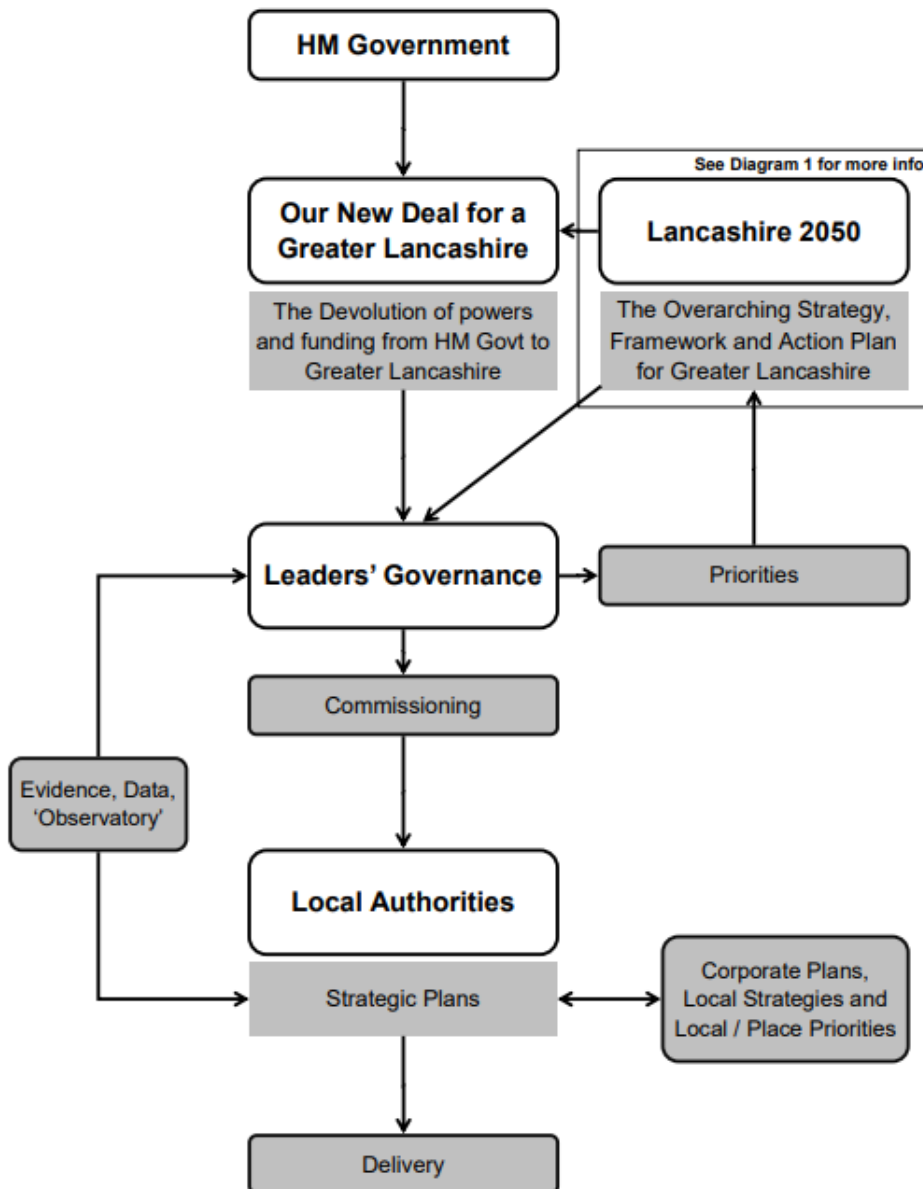 HM Government
See Diagram 1 for more info
Our New Deal for a
Greater Lancashire
Lancashire 2050
The Devolution of powers
and funding from HM Govt to
Greater Lancashire
The Overarching Strategy,
Framework and Action Plan
for Greater Lancashire
Leaders’ Governance
Priorities
Commissioning
Evidence, Data,
‘Observatory’
Local Authorities
Strategic Plans
Corporate Plans,
Local Strategies and
Local / Place Priorities
Delivery